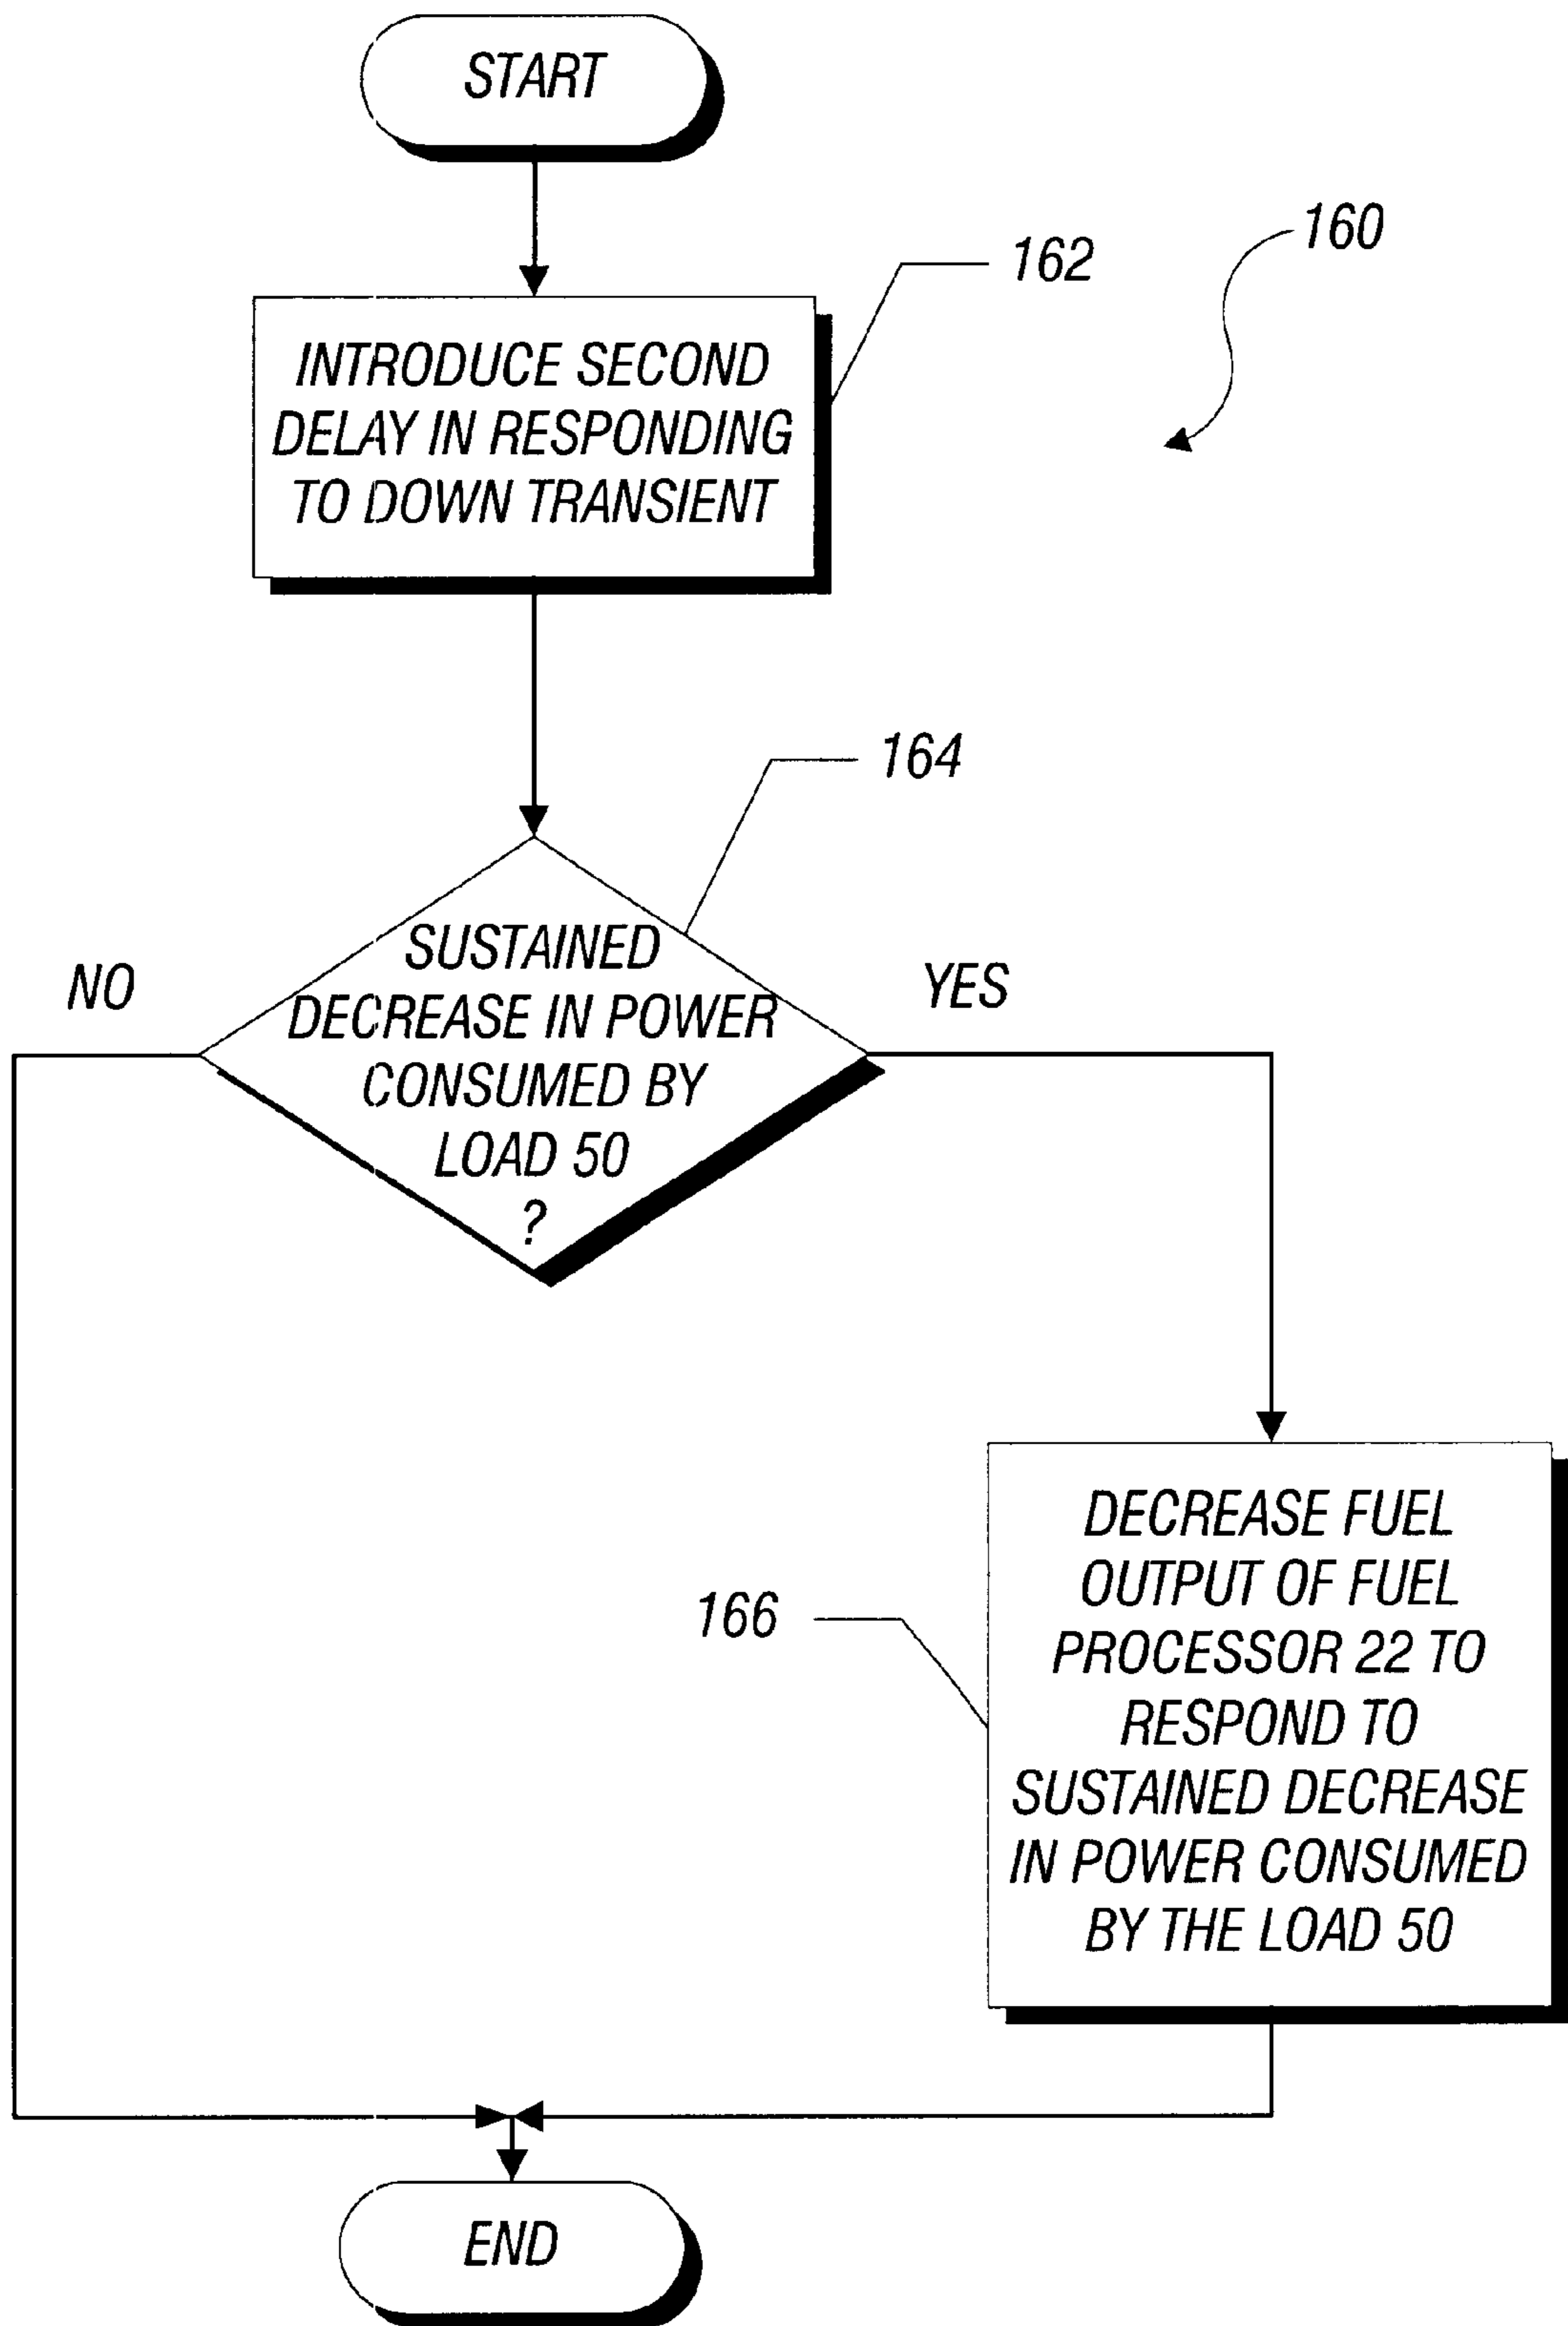 START
160
162
INTRODUCE SECOND
DELAY IN RESPONDING
TO DOWN TRANSIENT
164
SUSTAINED
DECREASE IN POWER
CONSUMED BY
LOAD 50
?
NO
YES
166
DECREASE FUEL
OUTPUT OF FUEL
PROCESSOR 22 TO
RESPOND TO
SUSTAINED DECREASE
IN POWER CONSUMED
BY THE LOAD 50
END